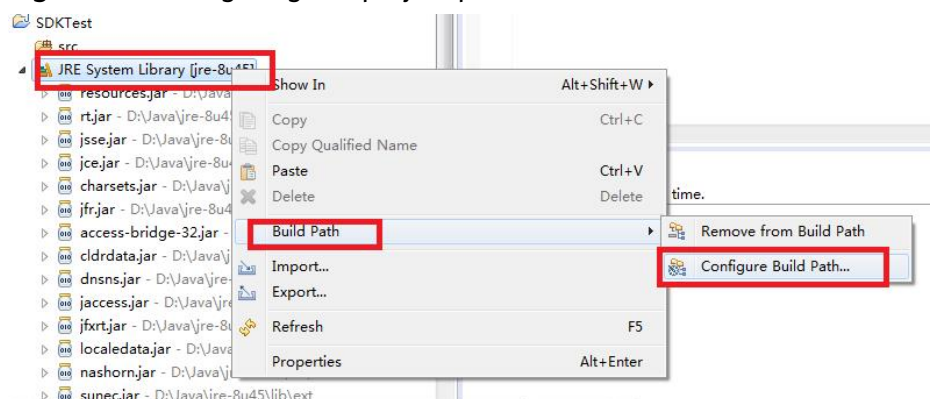 SDKTest
src
JRE System Library [jre-8u45]
resources.jar - D:\Java
rt.jar - D:\Java\jre-8u4
jsse.jar - D:\Java\jre-8u
jce.jar - D:\Java\jre-8u
charsets.jar - D:\Java\j
jfr.jar - D:\Java\jre-8u4
access-bridge-32.jar -
cldrdata.jar - D:\Java\j
dnsns.jar - D:\Java\jre-
jaccess.jar - D:\Java\jre
jfxrt.jar - D:\Java\jre-8u
localedata.jar - D:\Java
nashorn.jar - D:\Java\j
sunec.jar - D:\Java\jre-8u45\lib\ext
Show In Alt+Shift+W
Copy Ctrl+C
Copy Qualified Name
Paste Ctrl+V
Delete Delete
Build Path
Import...
Export...
Refresh F5
Properties Alt+Enter
time.
Remove from Build Path
Configure Build Path...